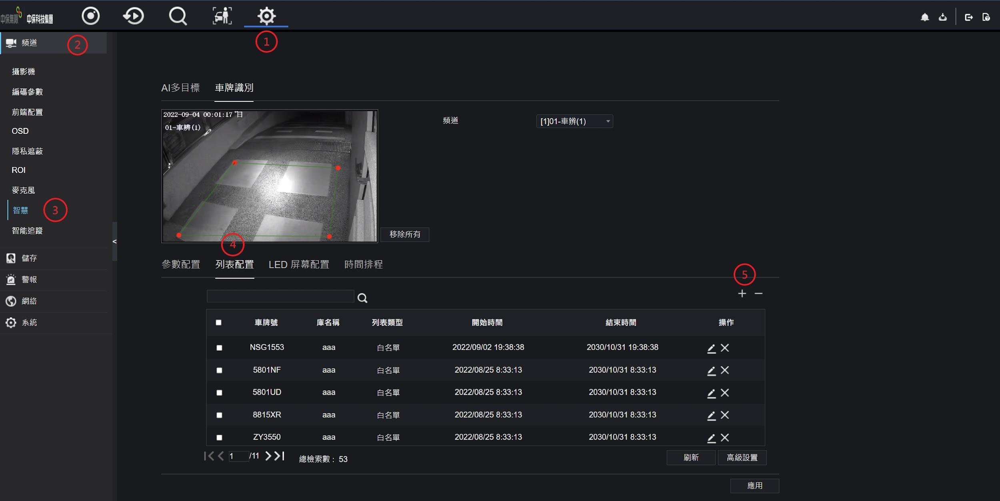 中保無限 中保科技集團
1
頻道
2
攝影機
編碼參數
前端配置
OSD
隱私遮蔽
ROI
麥克風
智慧
3
智能追蹤
儲存
警報
網絡
系統
<
AI多目標 車牌識別
2022-09-04 00:01:17 日
01-車辨(1)
頻道 [1]01-車辨(1)
移除所有
4
參數配置 列表配置 LED 屏幕配置 時間排程
5
+ −
車牌號 庫名稱 列表類型 開始時間 結束時間 操作
NSG1553 aaa 白名單 2022/09/02 19:38:38 2030/10/31 19:38:38
5801NF aaa 白名單 2022/08/25 8:33:13 2030/10/31 8:33:13
5801UD aaa 白名單 2022/08/25 8:33:13 2030/10/31 8:33:13
8815XR aaa 白名單 2022/08/25 8:33:13 2030/10/31 8:33:13
ZY3550 aaa 白名單 2022/08/25 8:33:13 2030/10/31 8:33:13
1 /11 總檢索數： 53
刷新 高級設置
應用